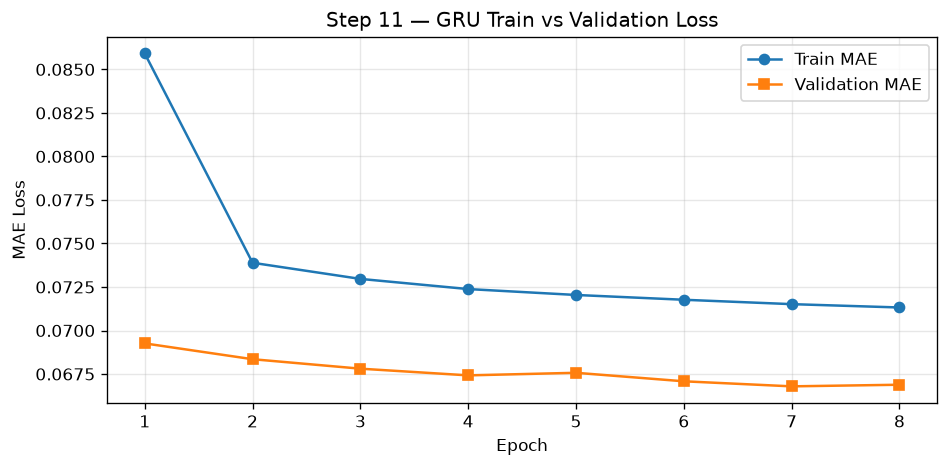 Step 11 — GRU Train vs Validation Loss
Train MAE
Validation MAE
MAE Loss
0.0850
0.0825
0.0800
0.0775
0.0750
0.0725
0.0700
0.0675
1 2 3 4 5 6 7 8
Epoch